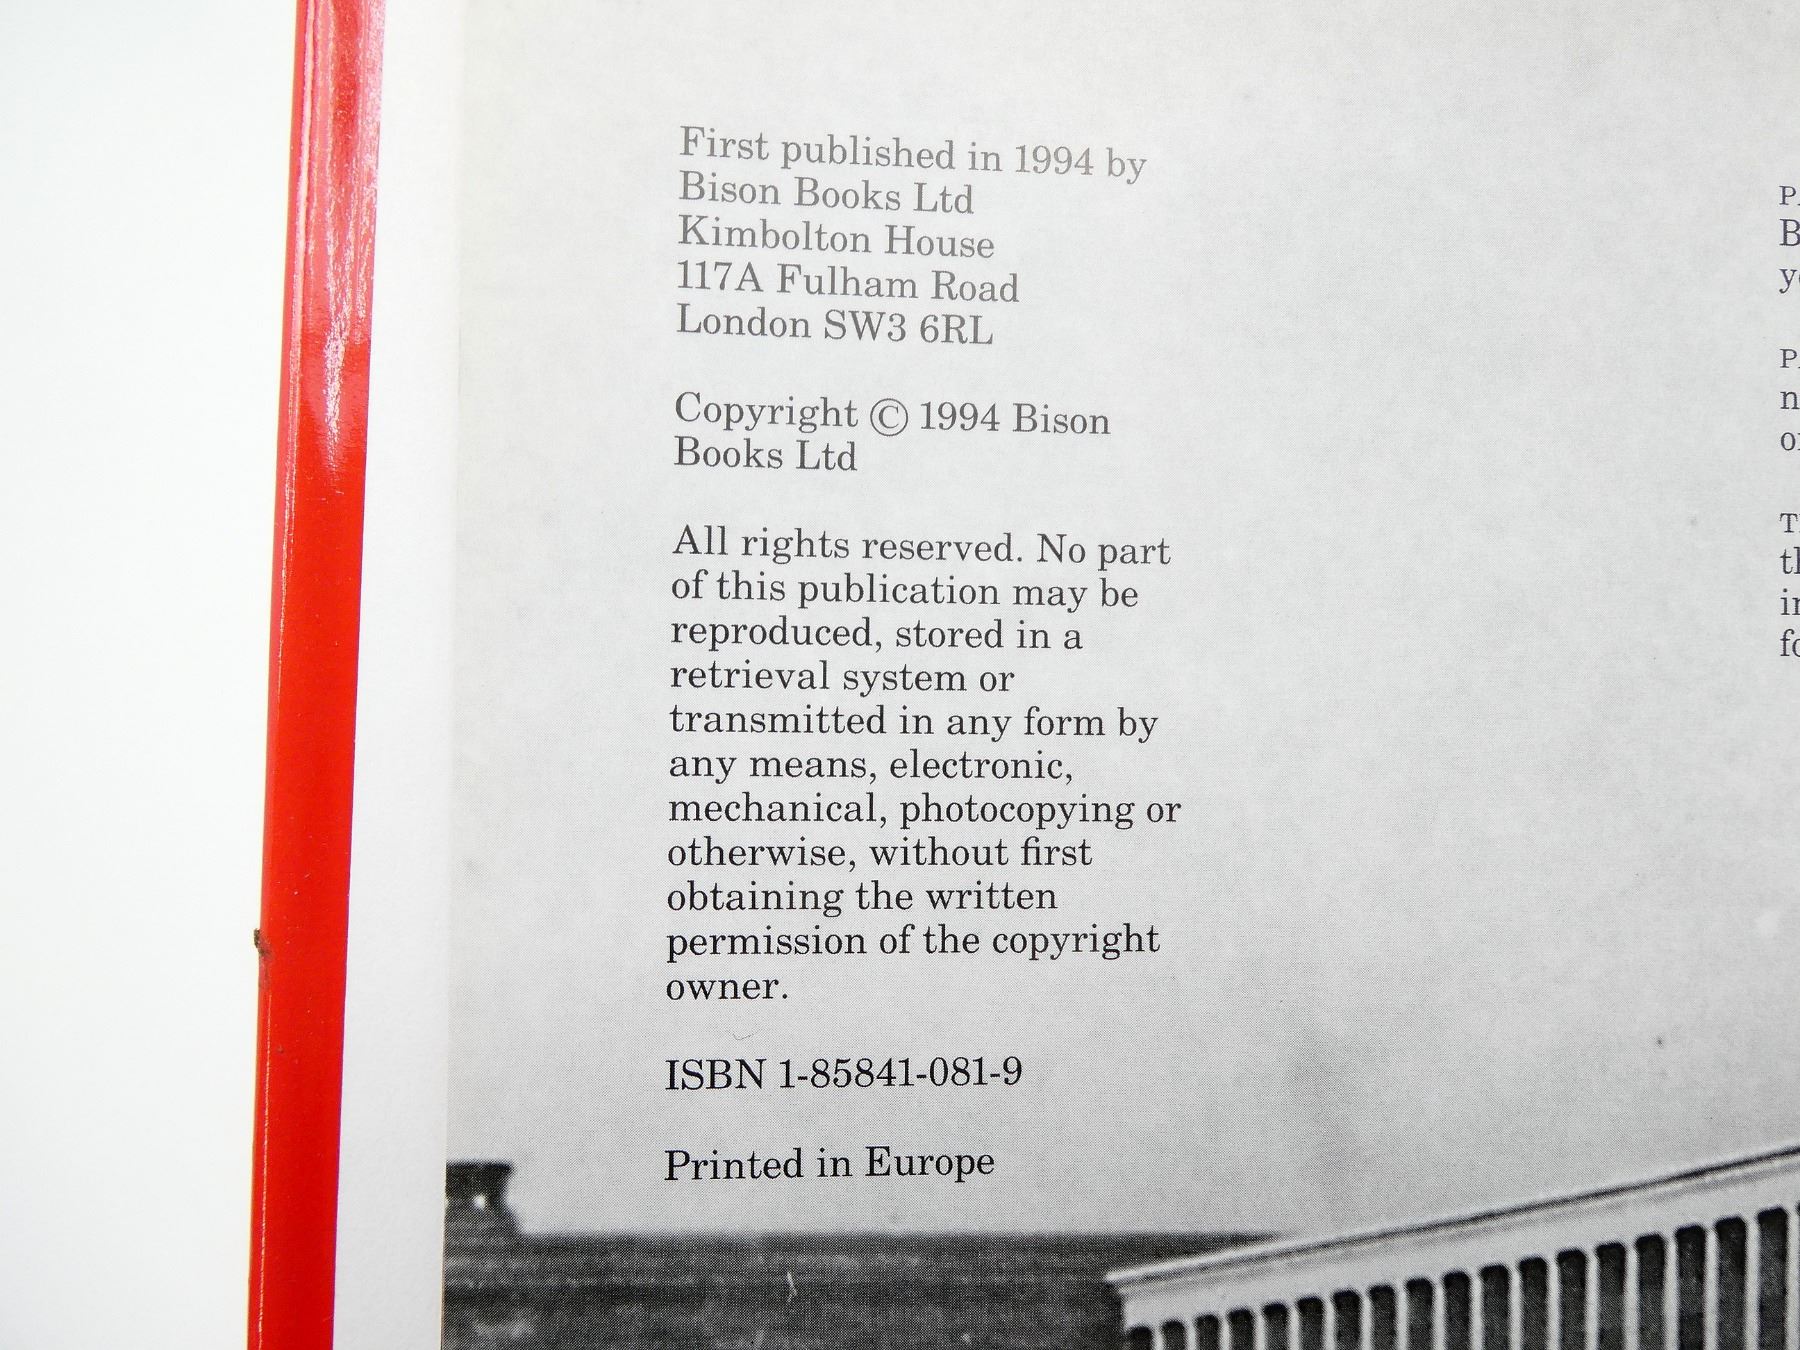 First published in 1994 by
Bison Books Ltd
Kimbolton House
117A Fulham Road
London SW3 6RL
Copyright © 1994 Bison
Books Ltd
All rights reserved. No part
of this publication may be
reproduced, stored in a
retrieval system or
transmitted in any form by
any means, electronic,
mechanical, photocopying or
otherwise, without first
obtaining the written
permission of the copyright
owner.
ISBN 1-85841-081-9
Printed in Europe